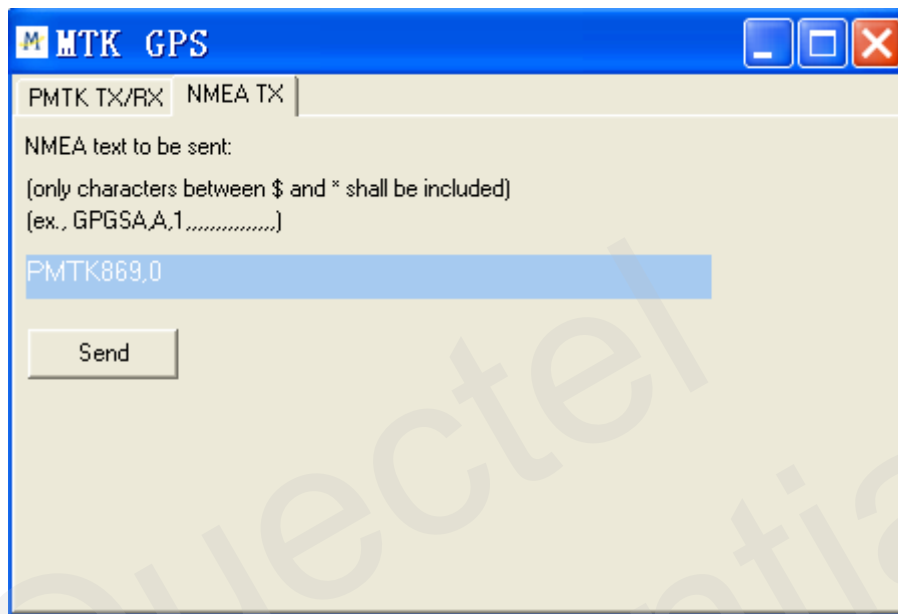 MTK GPS
PMTK TX/RX NMEA TX
NMEA text to be sent:
(only characters between $ and * shall be included)
(ex., GPGSA,A,1,,,,,,,,,,,,,,,)
PMTK869,0
Send
Quectel